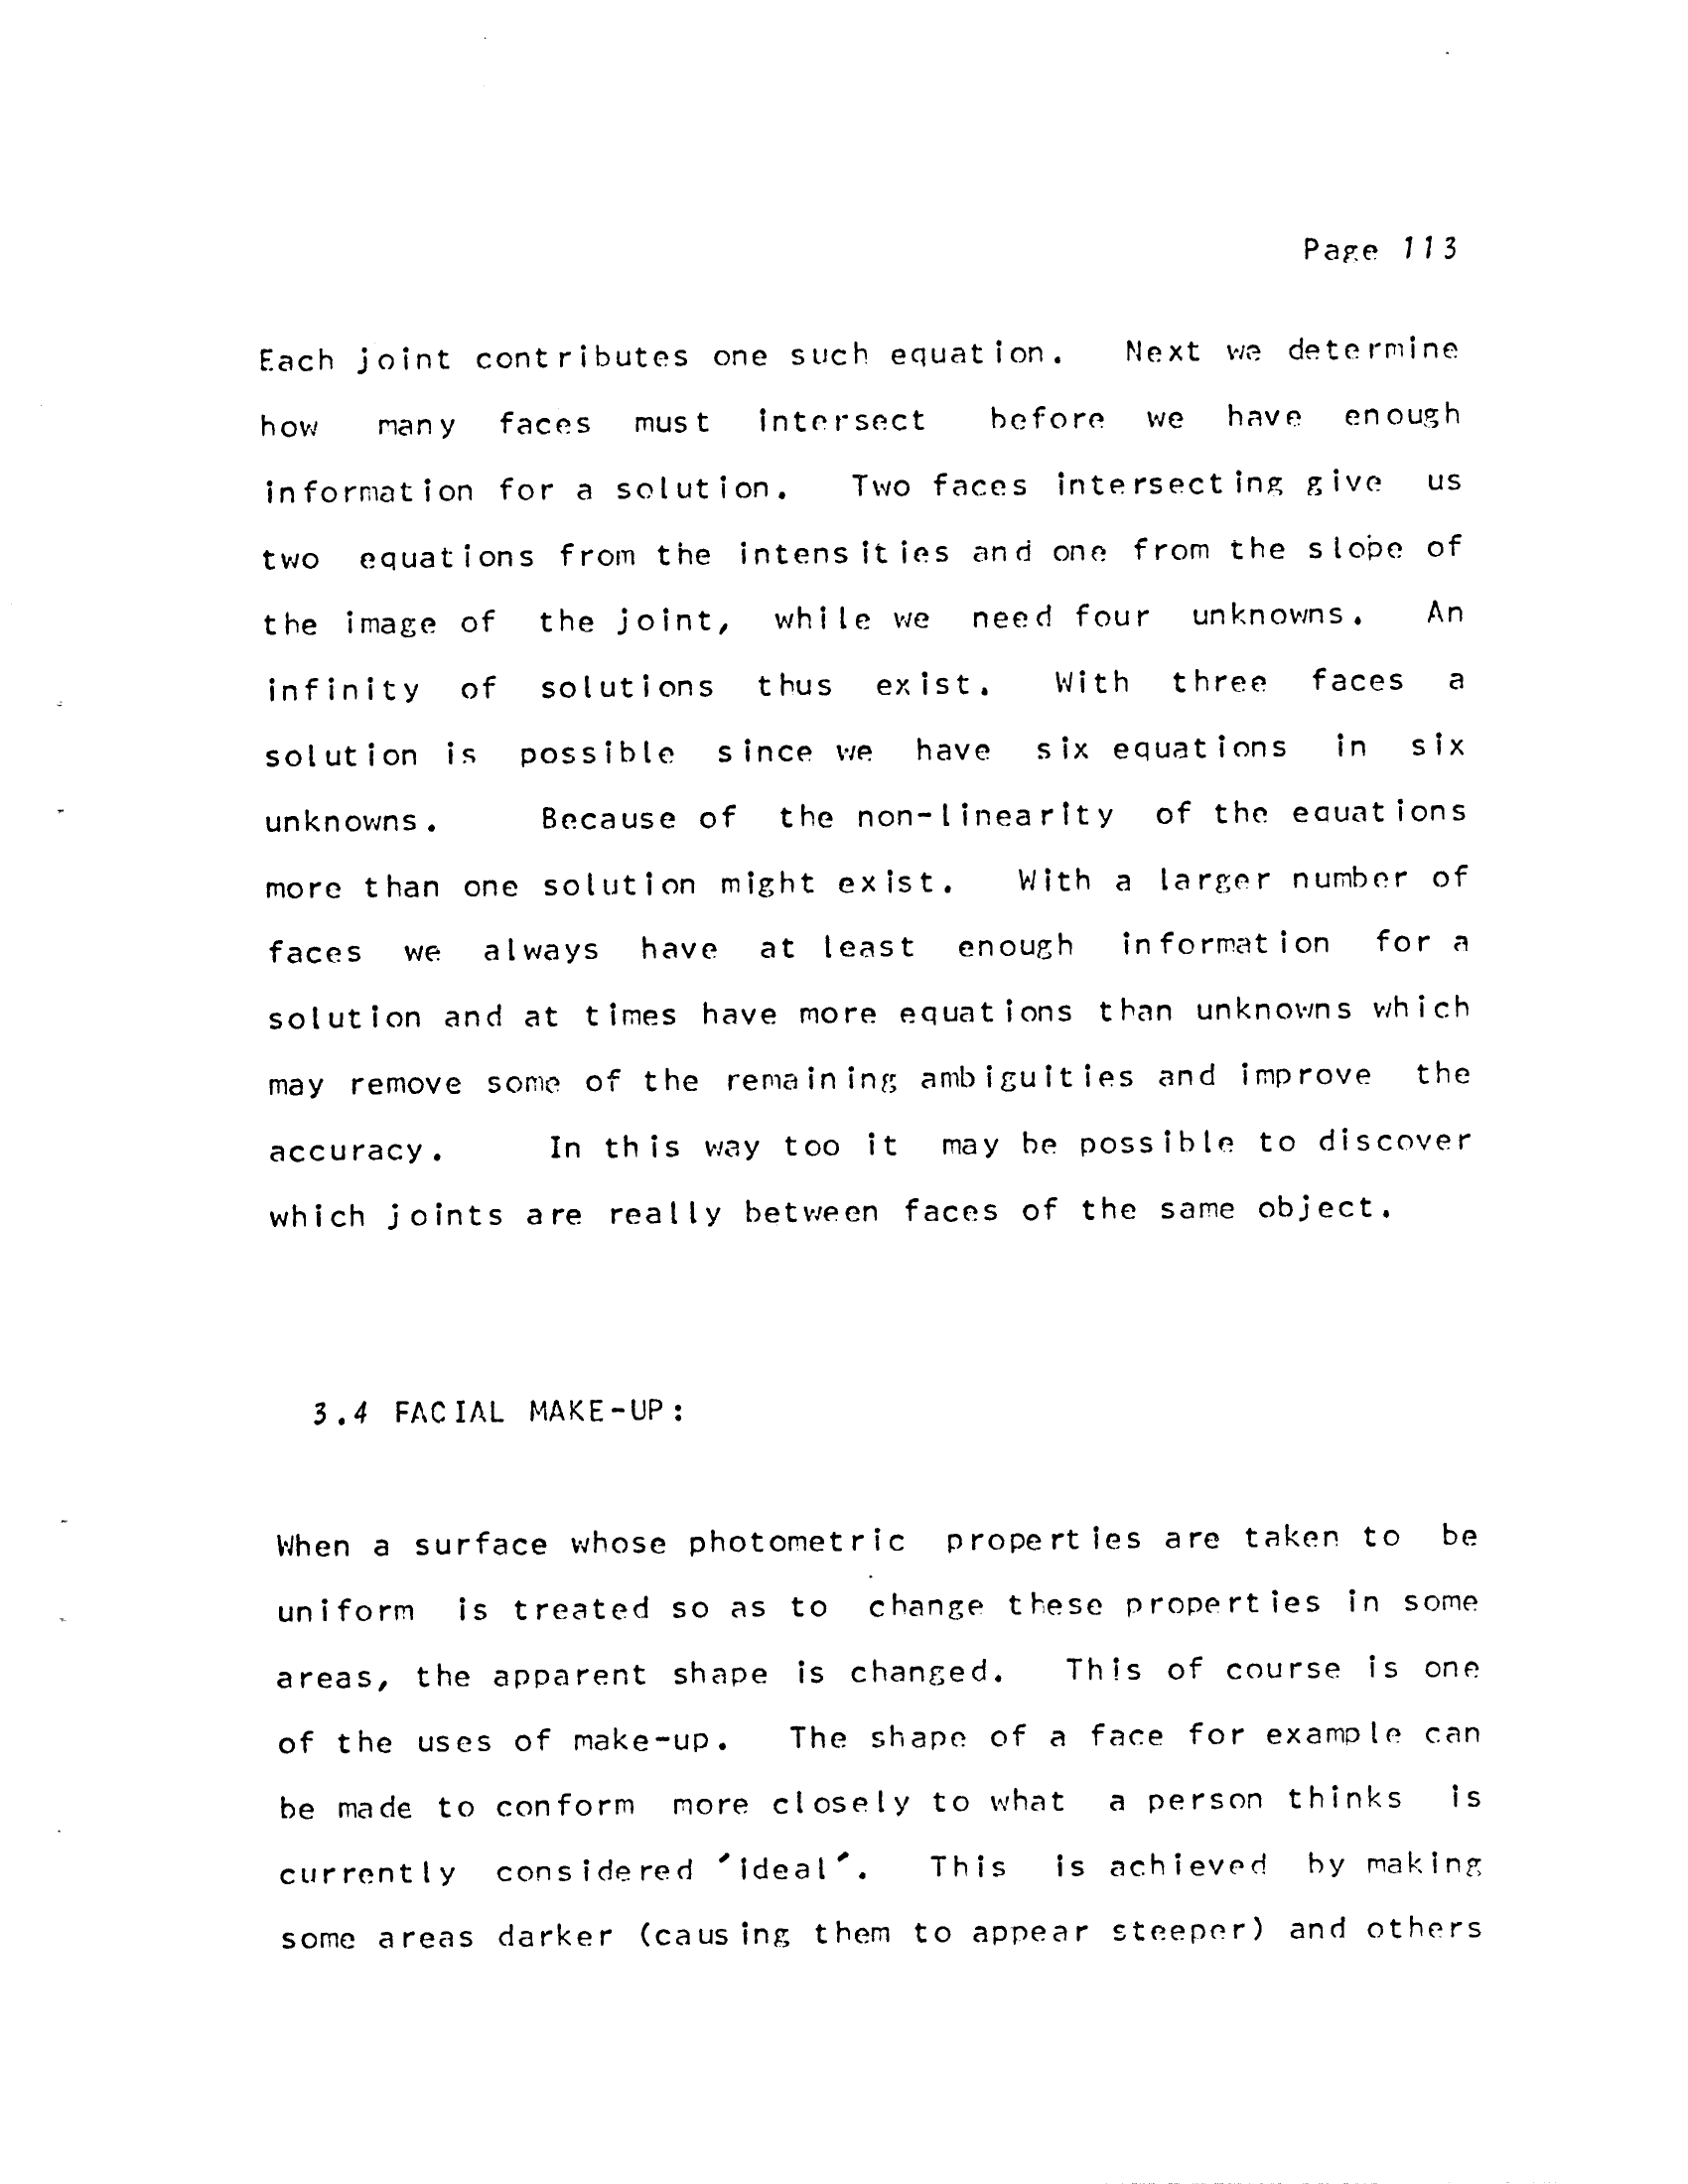 Page 113
Each joint contributes one such equation. Next we determine
how many faces must intersect before we have enough
information for a solution. Two faces intersecting give us
two equations from the intensities and one from the slope of
the image of the joint, while we need four unknowns. An
infinity of solutions thus exist. With three faces a
solution is possible since we have six equations in six
unknowns. Because of the non-linearity of the equations
more than one solution might exist. With a larger number of
faces we always have at least enough information for a
solution and at times have more equations than unknowns which
may remove some of the remaining ambiguities and improve the
accuracy. In this way too it may be possible to discover
which joints are really between faces of the same object.
3.4 FACIAL MAKE-UP:
When a surface whose photometric properties are taken to be
uniform is treated so as to change these properties in some
areas, the apparent shape is changed. This of course is one
of the uses of make-up. The shape of a face for example can
be made to conform more closely to what a person thinks is
currently considered 'ideal'. This is achieved by making
some areas darker (causing them to appear steeper) and others